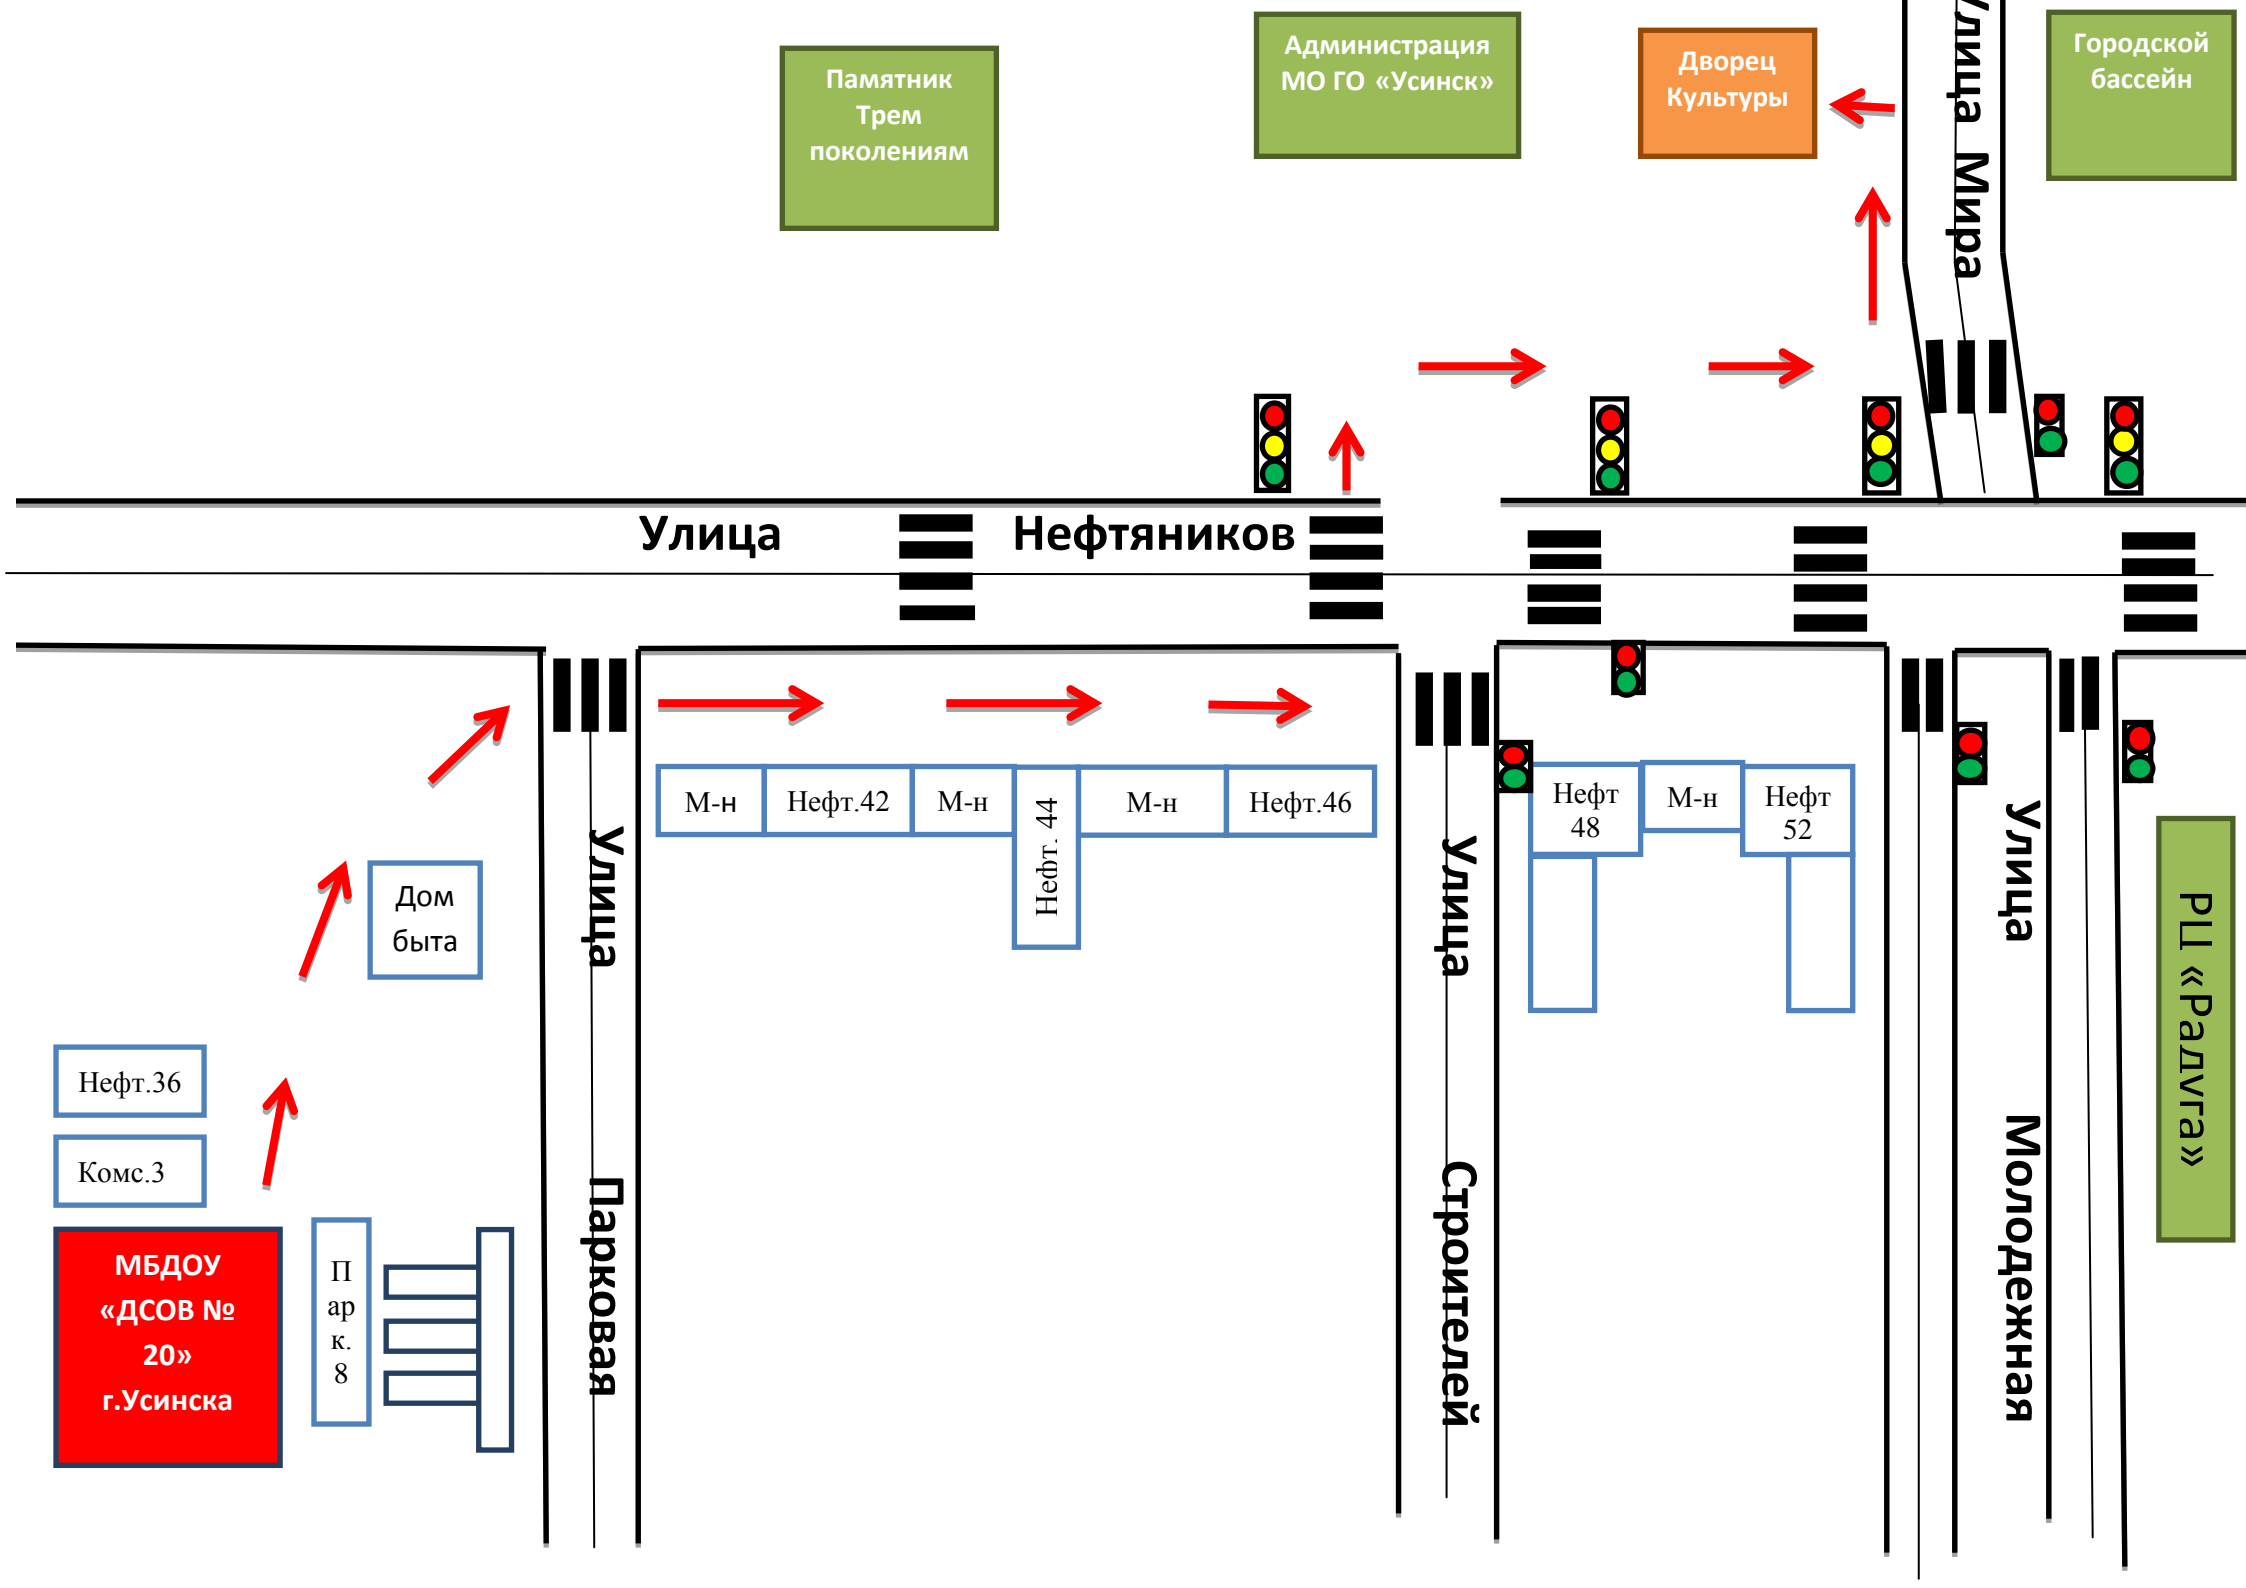 Памятник
Трем
поколениям
Администрация
МО ГО «Усинск»
Дворец
Культуры
Улица Мира
Городской
бассейн
Улица Нефтяников
М-н
Нефт.42
М-н
Нефт. 44
М-н
Нефт.46
Нефт
48
М-н
Нефт
52
Дом
быта
Нефт.36
Комс.3
МБДОУ
«ДСОВ №
20»
г.Усинска
П
ар
к.
8
Улица Парковая
Улица Строителей
Улица Молодежная
РЦ «Радуга»